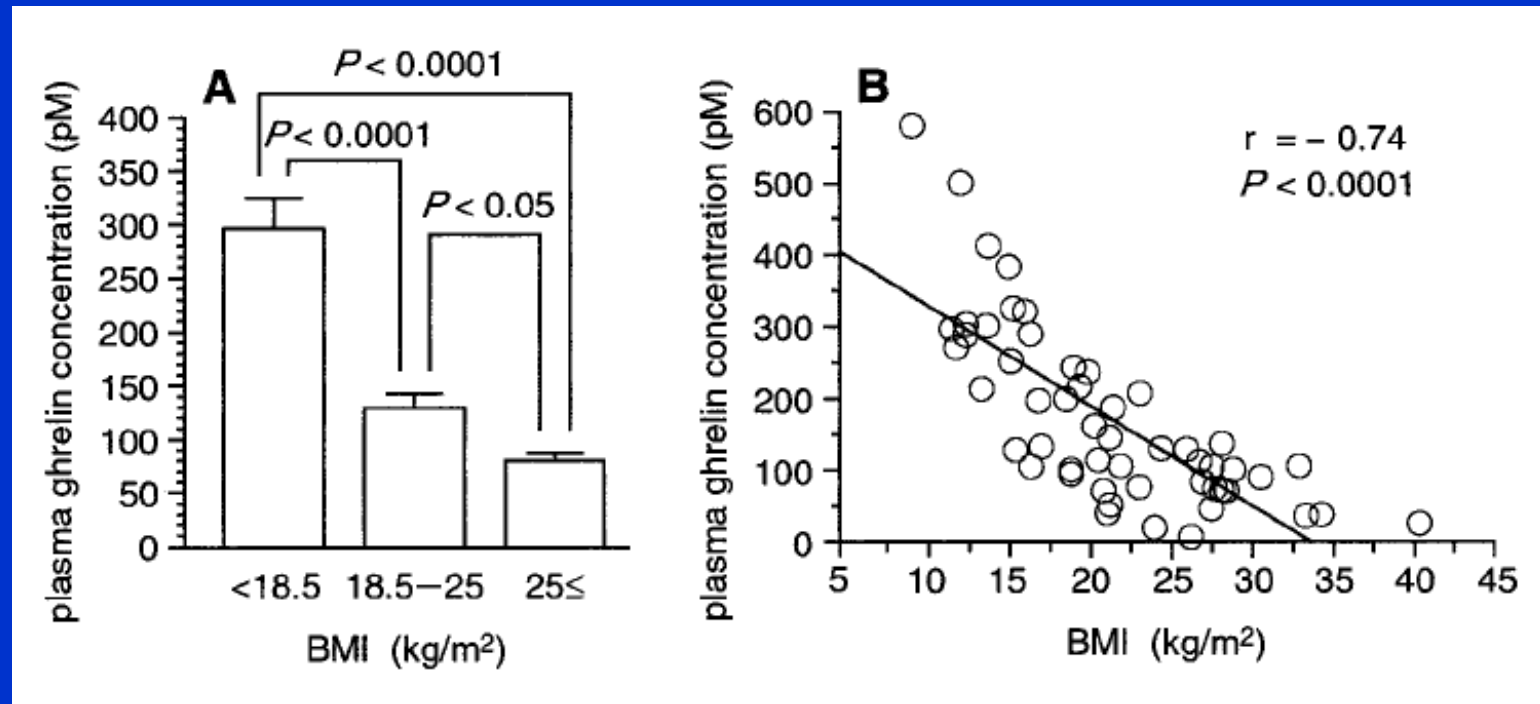 A
P < 0.0001
P < 0.0001
P < 0.05
plasma ghrelin concentration (pM)
400
350
300
250
200
150
100
50
0
<18.5 18.5–25 25≤
BMI (kg/m²)
B
r = – 0.74
P < 0.0001
plasma ghrelin concentration (pM)
600
500
400
300
200
100
0
5 10 15 20 25 30 35 40 45
BMI (kg/m²)